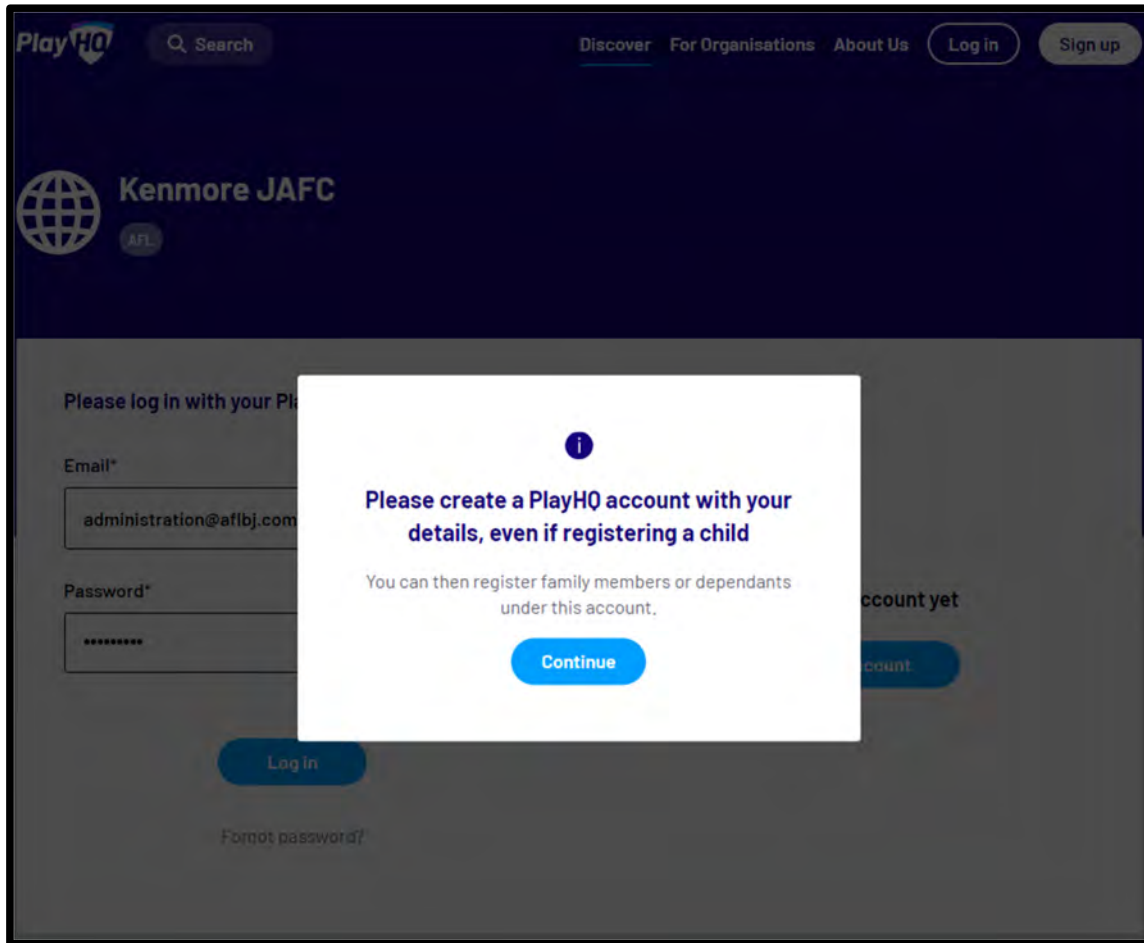 PlayHQ
Search
Discover For Organisations About Us Log in Sign up
Kenmore JAFC
AFL
Please log in with your Pl
Email*
administration@aflbj.com
Password*
•••••••••
Log in
Forgot password?
Please create a PlayHQ account with your
details, even if registering a child
You can then register family members or dependants
under this account.
Continue
ccount yet
count